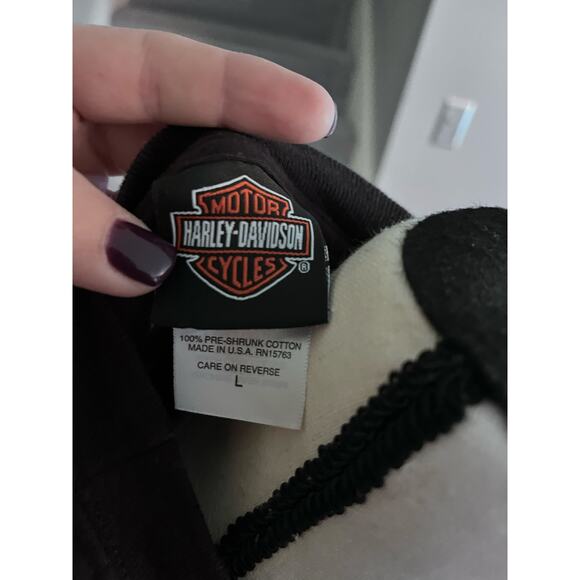 MOTOR
HARLEY-DAVIDSON
CYCLES
®
100% PRE-SHRUNK COTTON
MADE IN U.S.A. RN15763
CARE ON REVERSE
L